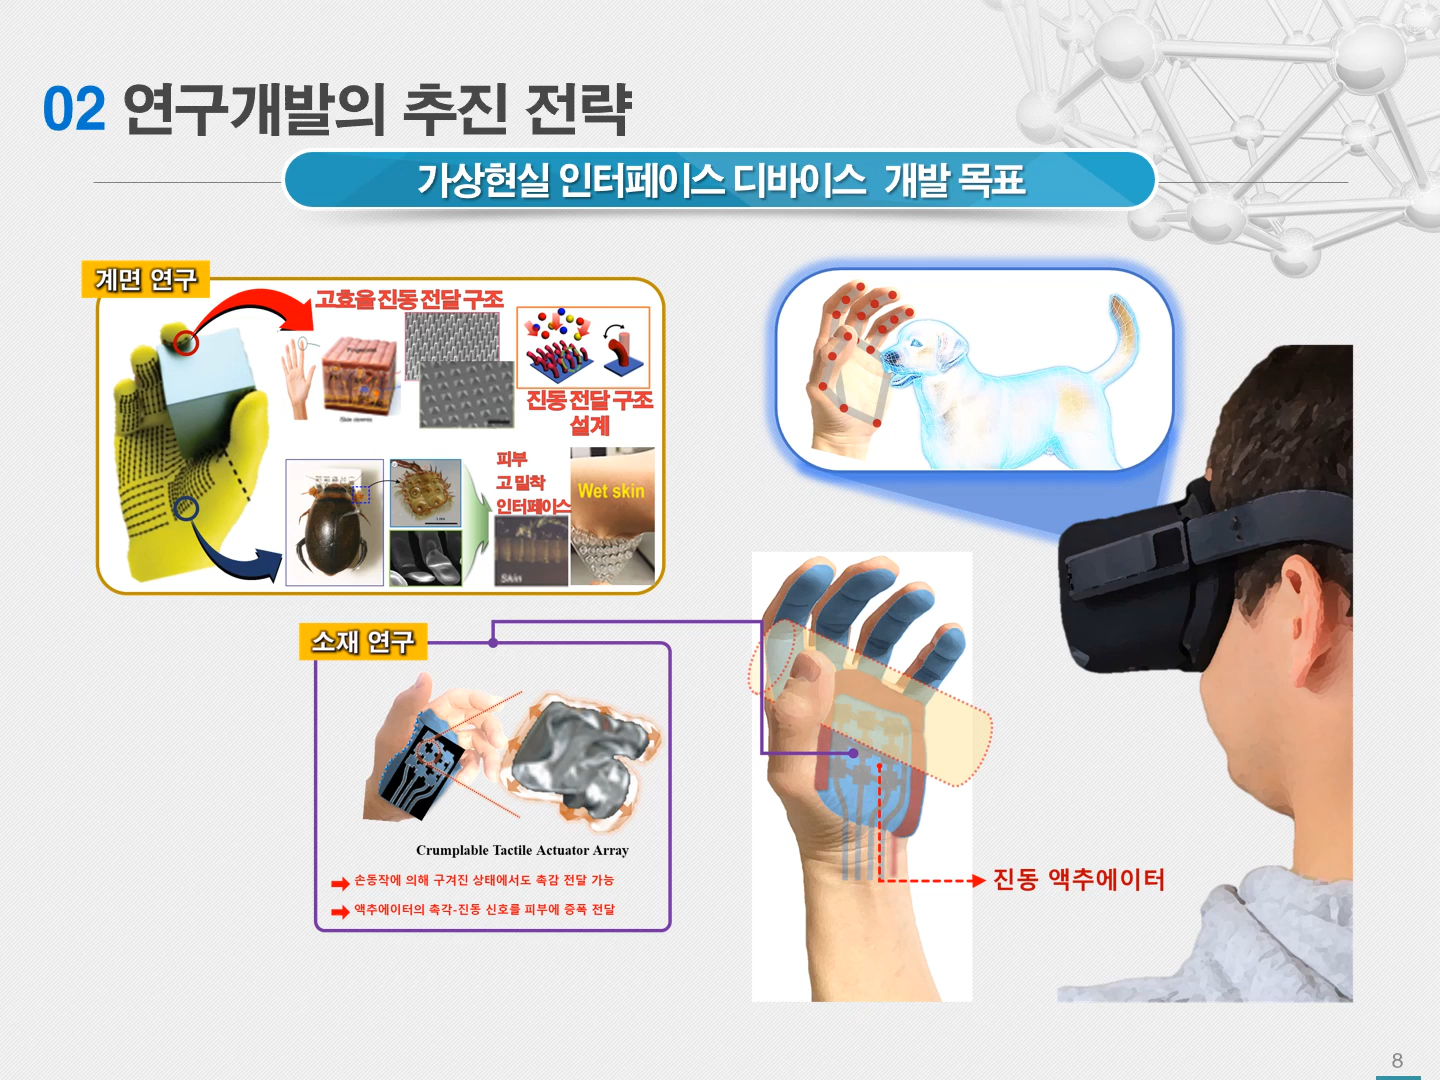 02 연구개발의 추진 전략
가상현실 인터페이스 디바이스 개발 목표
계면 연구
고효율 진동 전달 구조
진동 전달 구조
설계
피부
고 밀착
인터페이스
Wet skin
Skin
소재 연구
Crumplable Tactile Actuator Array
손동작에 의해 구겨진 상태에서도 촉감 전달 가능
액추에이터의 촉각-진동 신호를 피부에 증폭 전달
진동 액추에이터
8